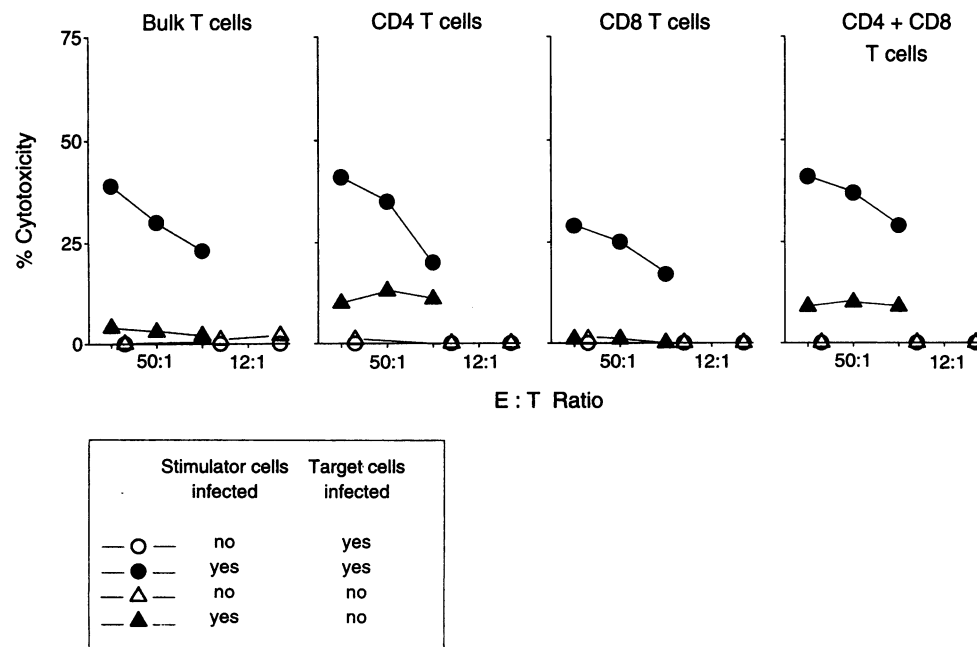 Bulk T cells
CD4 T cells
CD8 T cells
CD4 + CD8
T cells
75
50
25
0
% Cytotoxicity
50:1 12:1
50:1 12:1
50:1 12:1
50:1 12:1
E : T Ratio
Stimulator cells Target cells
infected infected
no yes
yes yes
no no
yes no